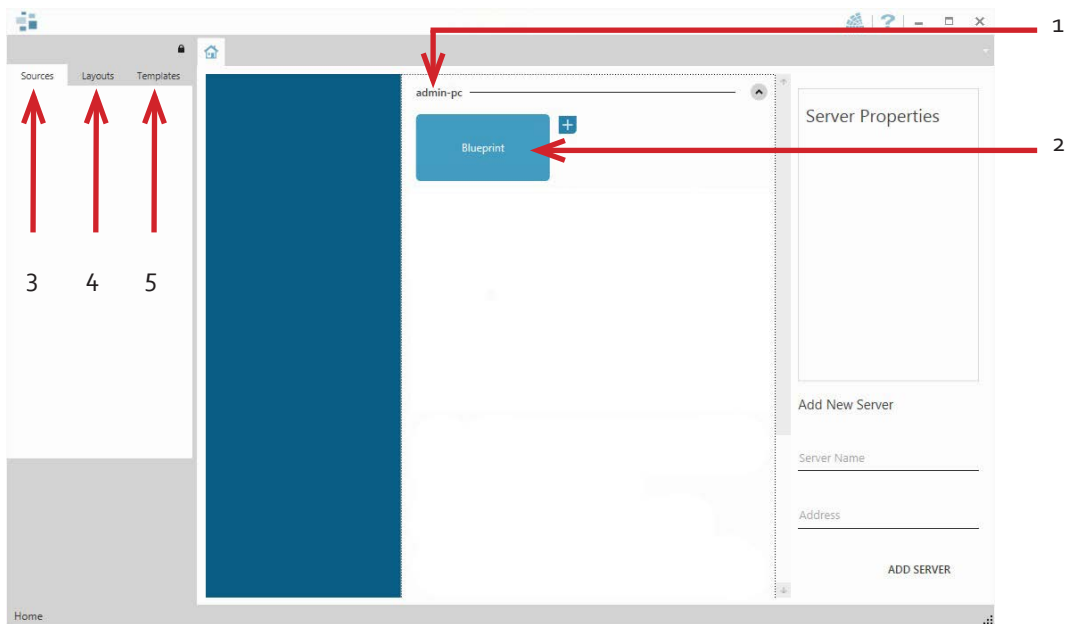 ?
1
Sources Layouts Templates
admin-pc
Server Properties
Blueprint
+
2
3 4 5
Add New Server
Server Name
Address
ADD SERVER
Home